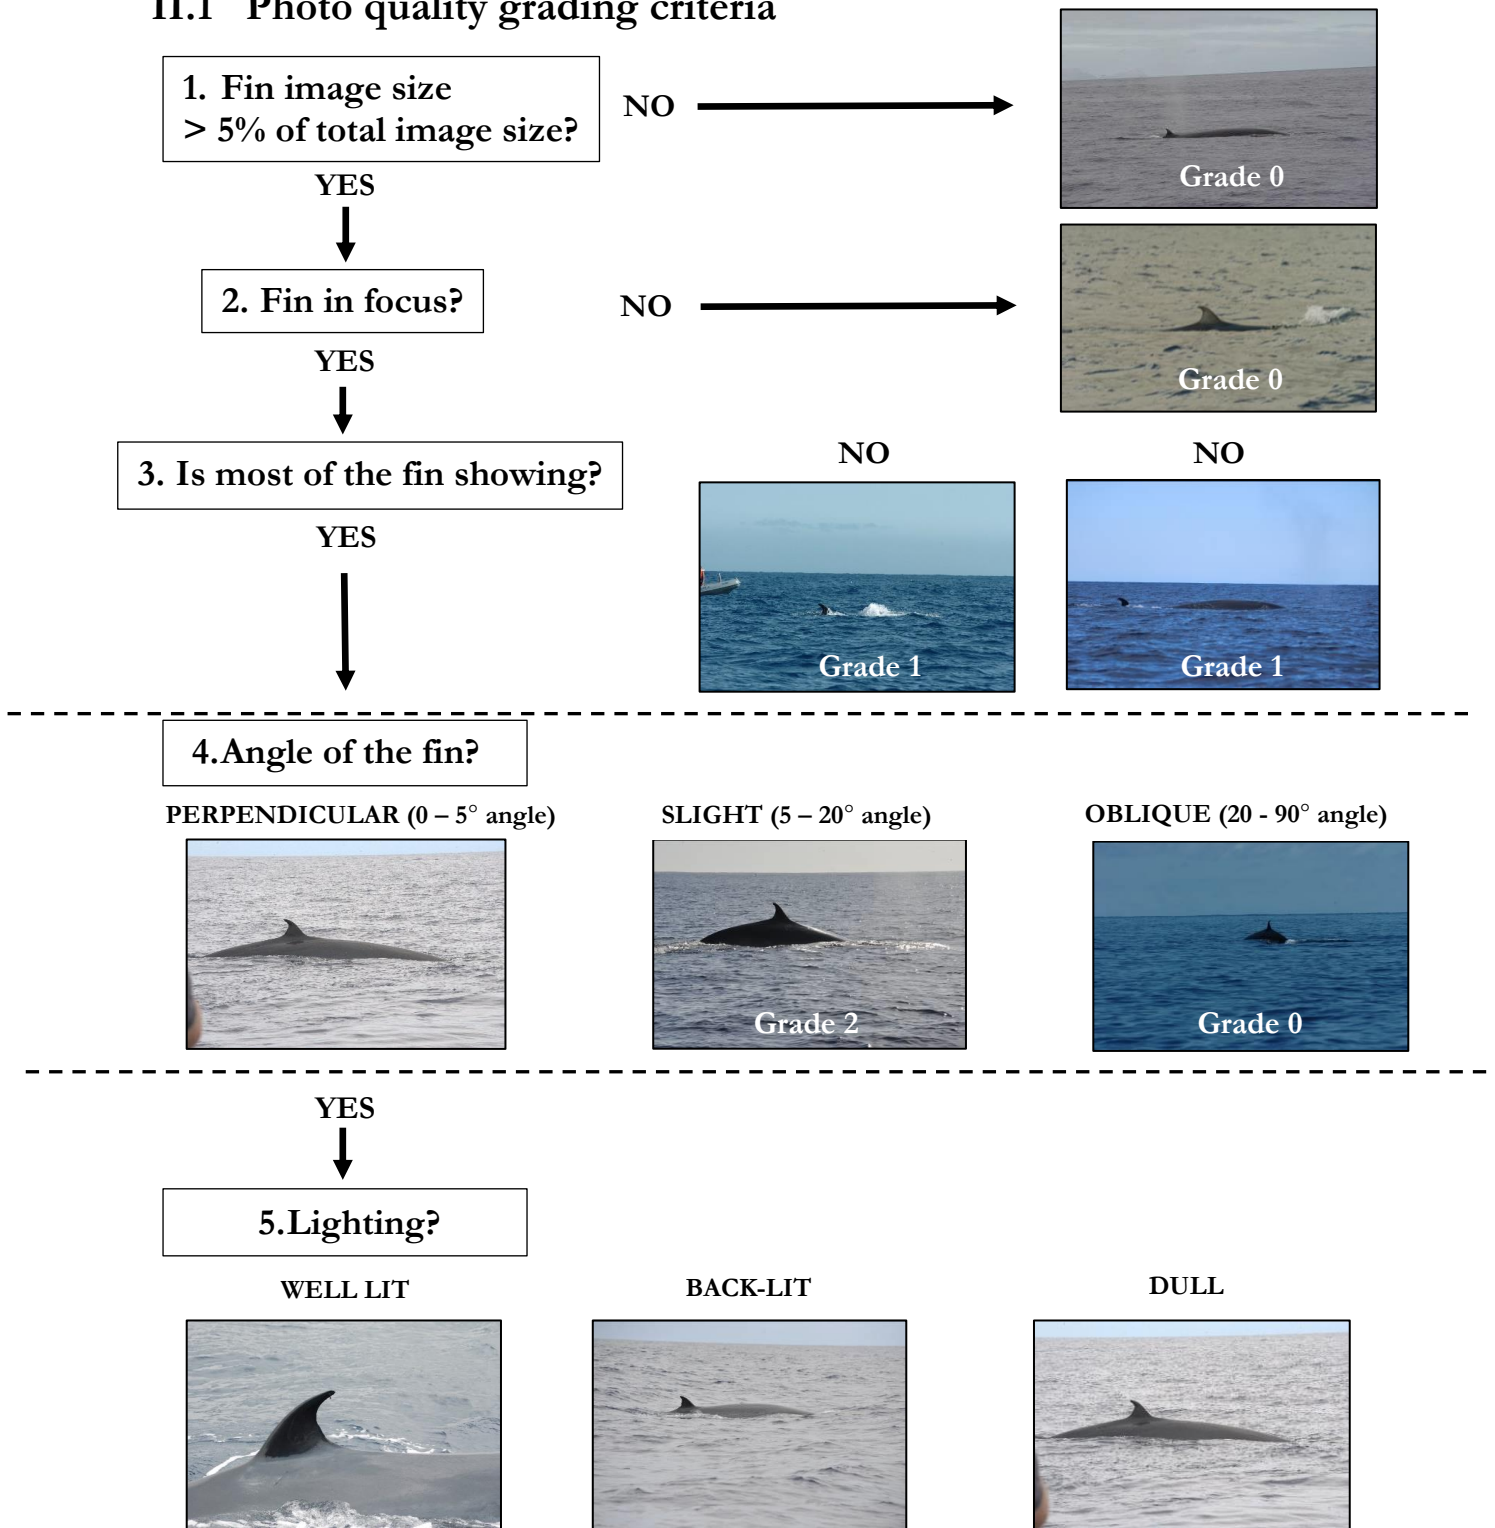 II.1 Photo quality grading criteria
1. Fin image size
> 5% of total image size?
NO
Grade 0
YES
2. Fin in focus?
NO
Grade 0
YES
3. Is most of the fin showing?
NO
NO
YES
Grade 1
Grade 1
4.Angle of the fin?
PERPENDICULAR (0 – 5° angle)
SLIGHT (5 – 20° angle)
OBLIQUE (20 - 90° angle)
Grade 2
Grade 0
YES
5.Lighting?
WELL LIT
BACK-LIT
DULL